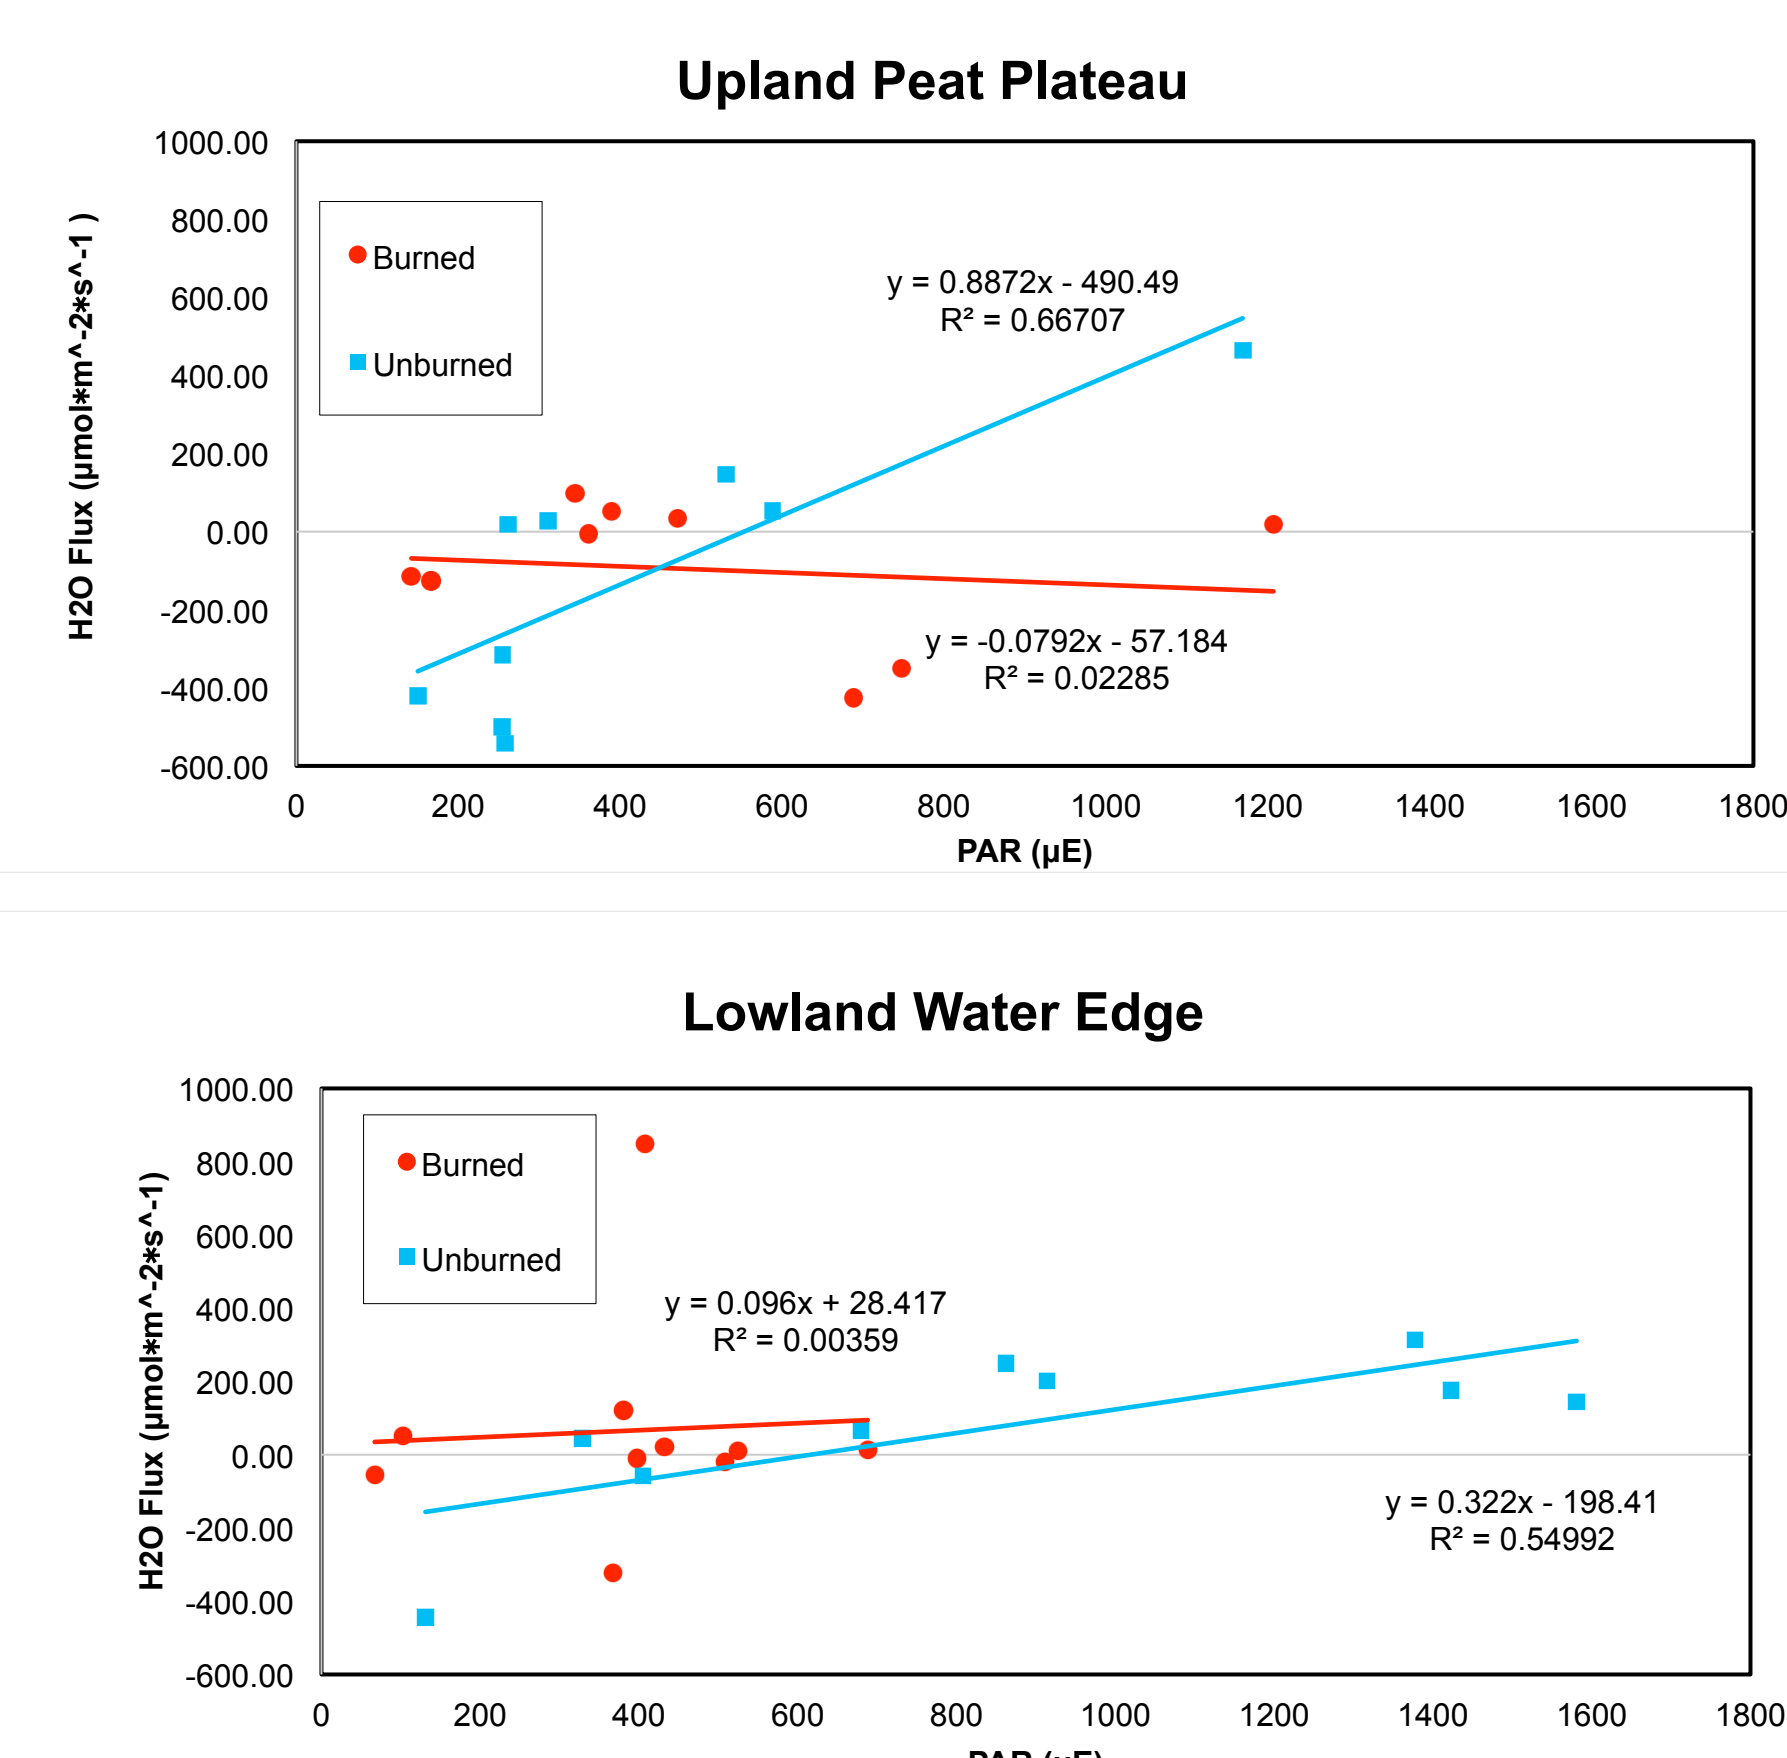 Upland Peat Plateau
1000.00
800.00
600.00
400.00
200.00
0.00
-200.00
-400.00
-600.00
H2O Flux (µmol*m^-2*s^-1 )
Burned
Unburned
y = 0.8872x - 490.49
R² = 0.66707
y = -0.0792x - 57.184
R² = 0.02285
0 200 400 600 800 1000 1200 1400 1600 1800
PAR (µE)
Lowland Water Edge
1000.00
800.00
600.00
400.00
200.00
0.00
-200.00
-400.00
-600.00
H2O Flux (µmol*m^-2*s^-1)
Burned
Unburned
y = 0.096x + 28.417
R² = 0.00359
y = 0.322x - 198.41
R² = 0.54992
0 200 400 600 800 1000 1200 1400 1600 1800
PAR (µE)